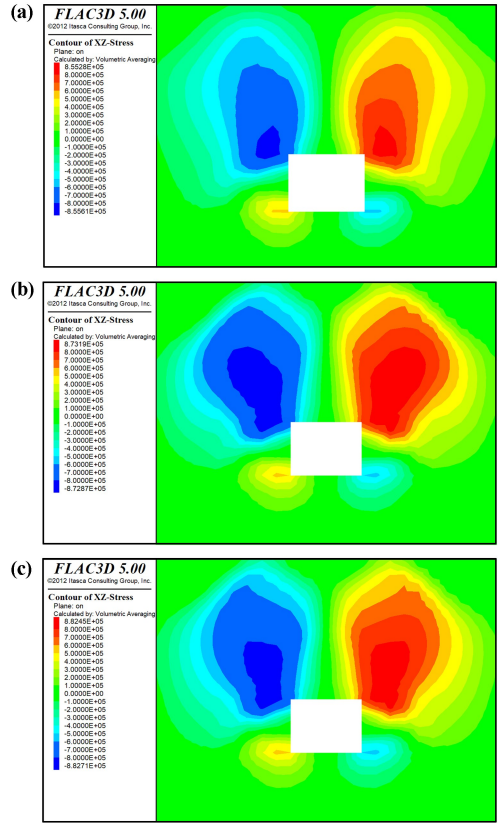 (a)
FLAC3D 5.00
©2012 Itasca Consulting Group, Inc.
Contour of XZ-Stress
Plane: on
Calculated by: Volumetric Averaging
8.5528E+05
8.0000E+05
7.0000E+05
6.0000E+05
5.0000E+05
4.0000E+05
3.0000E+05
2.0000E+05
1.0000E+05
0.0000E+00
-1.0000E+05
-2.0000E+05
-3.0000E+05
-4.0000E+05
-5.0000E+05
-6.0000E+05
-7.0000E+05
-8.0000E+05
-8.5561E+05
(b)
FLAC3D 5.00
©2012 Itasca Consulting Group, Inc.
Contour of XZ-Stress
Plane: on
Calculated by: Volumetric Averaging
8.7319E+05
8.0000E+05
7.0000E+05
6.0000E+05
5.0000E+05
4.0000E+05
3.0000E+05
2.0000E+05
1.0000E+05
0.0000E+00
-1.0000E+05
-2.0000E+05
-3.0000E+05
-4.0000E+05
-5.0000E+05
-6.0000E+05
-7.0000E+05
-8.0000E+05
-8.7287E+05
(c)
FLAC3D 5.00
©2012 Itasca Consulting Group, Inc.
Contour of XZ-Stress
Plane: on
Calculated by: Volumetric Averaging
8.8245E+05
8.0000E+05
7.0000E+05
6.0000E+05
5.0000E+05
4.0000E+05
3.0000E+05
2.0000E+05
1.0000E+05
0.0000E+00
-1.0000E+05
-2.0000E+05
-3.0000E+05
-4.0000E+05
-5.0000E+05
-6.0000E+05
-7.0000E+05
-8.0000E+05
-8.8271E+05